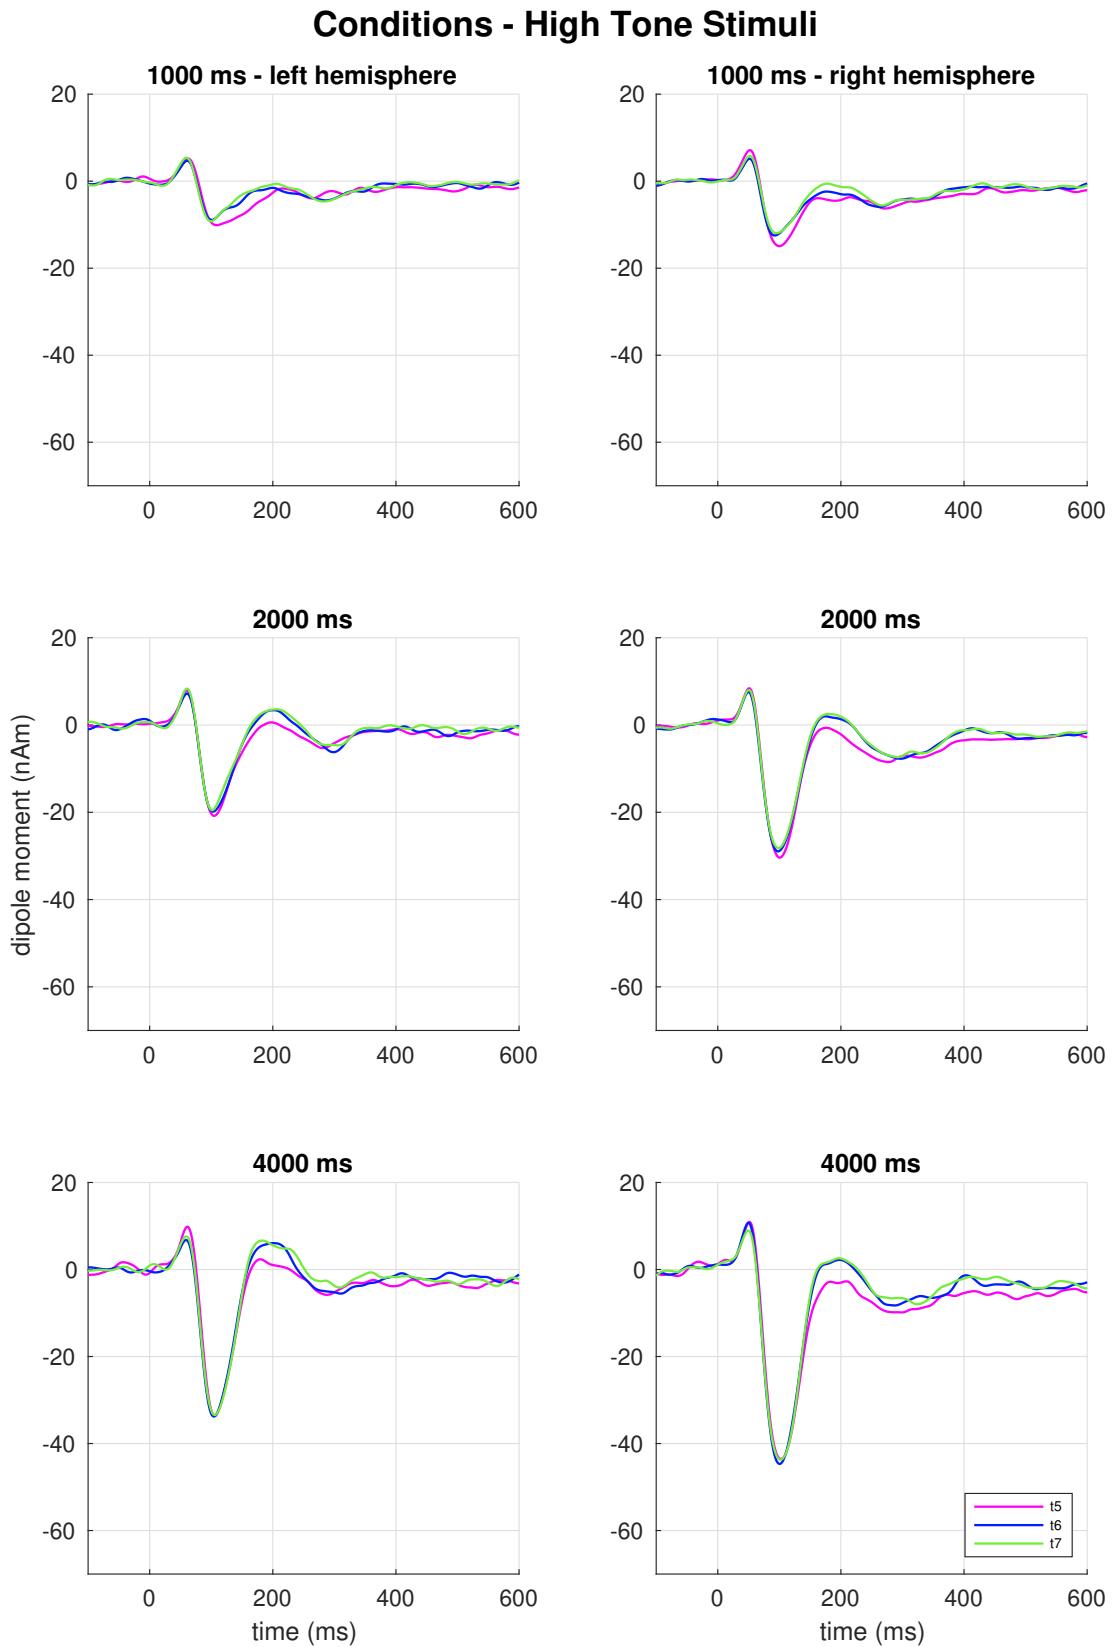 Conditions - High Tone Stimuli
1000 ms - left hemisphere
20
0
-20
-40
-60
0 200 400 600
1000 ms - right hemisphere
20
0
-20
-40
-60
0 200 400 600
dipole moment (nAm)
2000 ms
20
0
-20
-40
-60
0 200 400 600
2000 ms
20
0
-20
-40
-60
0 200 400 600
4000 ms
20
0
-20
-40
-60
0 200 400 600
time (ms)
4000 ms
20
0
-20
-40
-60
t5
t6
t7
0 200 400 600
time (ms)